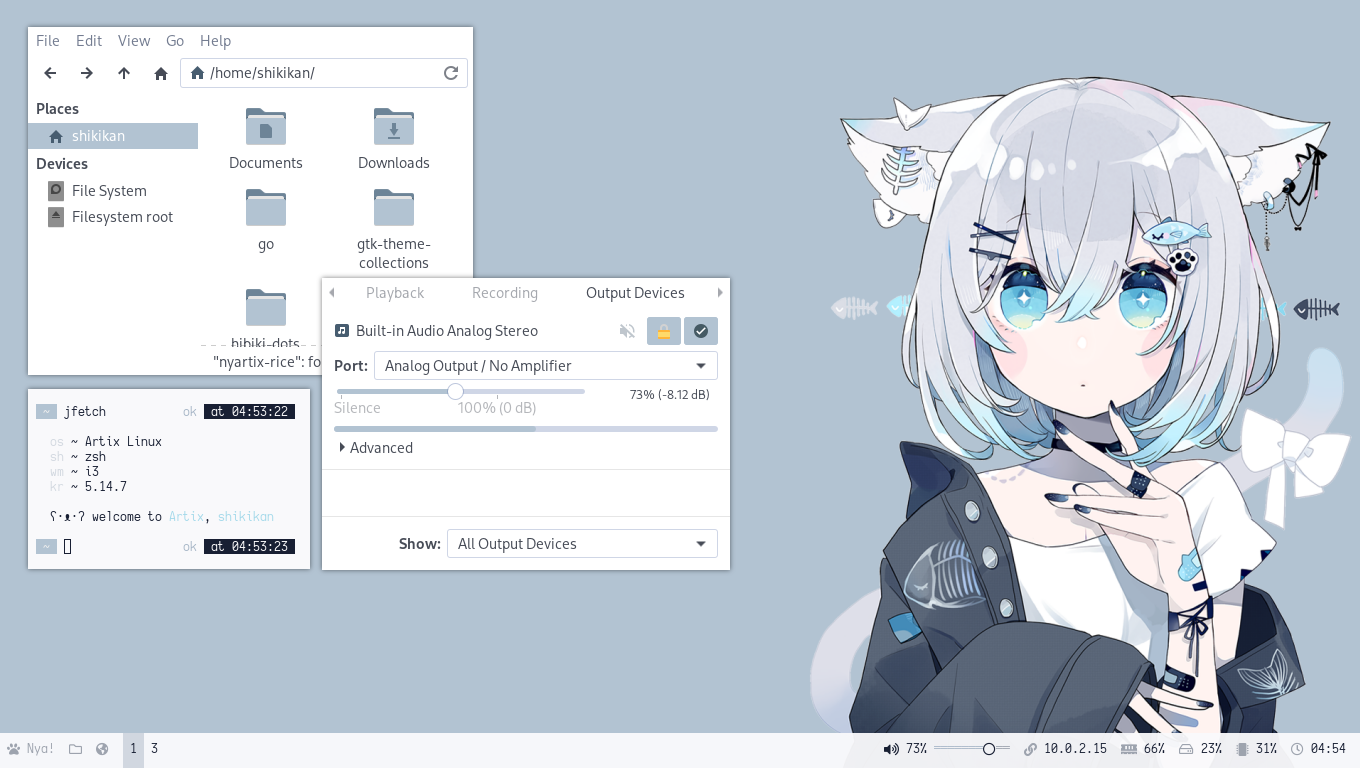 File Edit View Go Help
/home/shikikan/
Places
shikikan
Devices
File System
Filesystem root
Documents
Downloads
go
gtk-theme-
collections
hibiki-dots
"nyartix-rice": fo
Playback Recording Output Devices
Built-in Audio Analog Stereo
Port: Analog Output / No Amplifier
73% (-8.12 dB)
Silence 100% (0 dB)
Advanced
Show: All Output Devices
~ jfetch ok at 04:53:22
os ~ Artix Linux
sh ~ zsh
wm ~ i3
kr ~ 5.14.7
ʕ·ᴥ·ʔ welcome to Artix, shikikan
~ ok at 04:53:23
Nya! 1 3 73% 10.0.2.15 66% 23% 31% 04:54